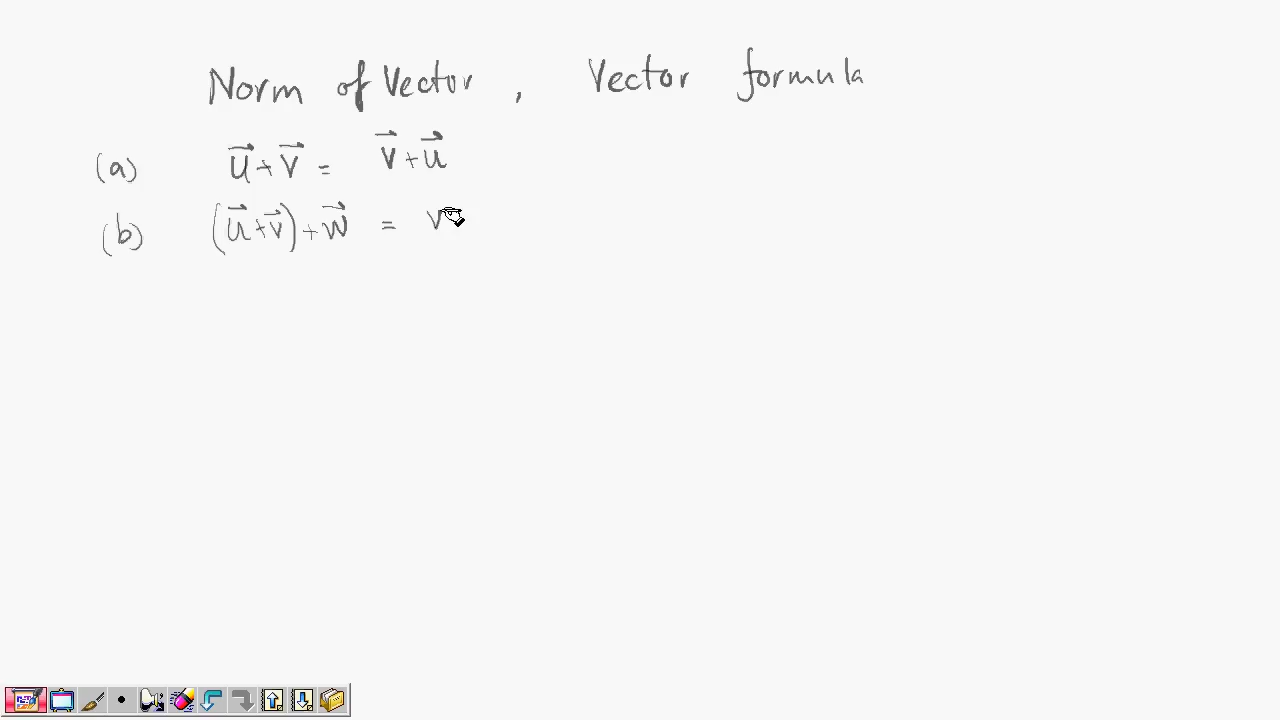 Norm of Vector , Vector formula
(a) u⃗ + v⃗ = v⃗ + u⃗
(b) (u⃗ + v⃗) + w⃗ = v